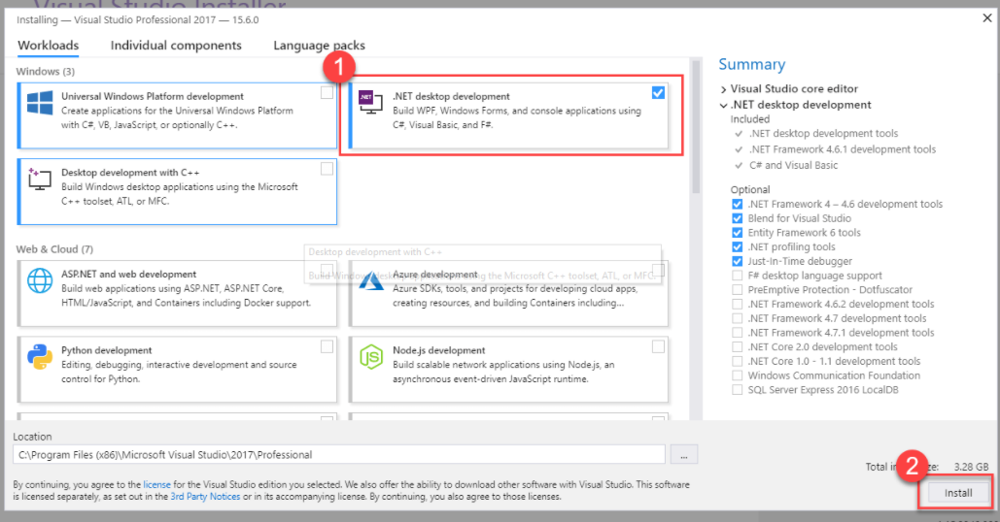 Visual Studio Installer
Installing — Visual Studio Professional 2017 — 15.6.0
Workloads Individual components Language packs
1
Windows (3)
Universal Windows Platform development
Create applications for the Universal Windows Platform
with C#, VB, JavaScript, or optionally C++.
.NET
.NET desktop development
Build WPF, Windows Forms, and console applications using
C#, Visual Basic, and F#.
Desktop development with C++
Build Windows desktop applications using the Microsoft
C++ toolset, ATL, or MFC.
Web & Cloud (7)
Desktop development with C++
Build Windows desktop applications using the Microsoft C++ toolset, ATL, or MFC.
ASP.NET and web development
Build web applications using ASP.NET, ASP.NET Core,
HTML/JavaScript, and Containers including Docker support.
Azure development
Azure SDKs, tools, and projects for developing cloud apps,
creating resources, and building Containers including...
Python development
Editing, debugging, interactive development and source
control for Python.
JS
Node.js development
Build scalable network applications using Node.js, an
asynchronous event-driven JavaScript runtime.
Summary
Visual Studio core editor
.NET desktop development
Included
.NET desktop development tools
.NET Framework 4.6.1 development tools
C# and Visual Basic
Optional
.NET Framework 4 – 4.6 development tools
Blend for Visual Studio
Entity Framework 6 tools
.NET profiling tools
Just-In-Time debugger
F# desktop language support
PreEmptive Protection - Dotfuscator
.NET Framework 4.6.2 development tools
.NET Framework 4.7 development tools
.NET Framework 4.7.1 development tools
.NET Core 2.0 development tools
.NET Core 1.0 - 1.1 development tools
Windows Communication Foundation
SQL Server Express 2016 LocalDB
Location
C:\Program Files (x86)\Microsoft Visual Studio\2017\Professional
...
By continuing, you agree to the license for the Visual Studio edition you selected. We also offer the ability to download other software with Visual Studio. This software
is licensed separately, as set out in the 3rd Party Notices or in its accompanying license. By continuing, you also agree to those licenses.
Total 3.28 GB
2
Install